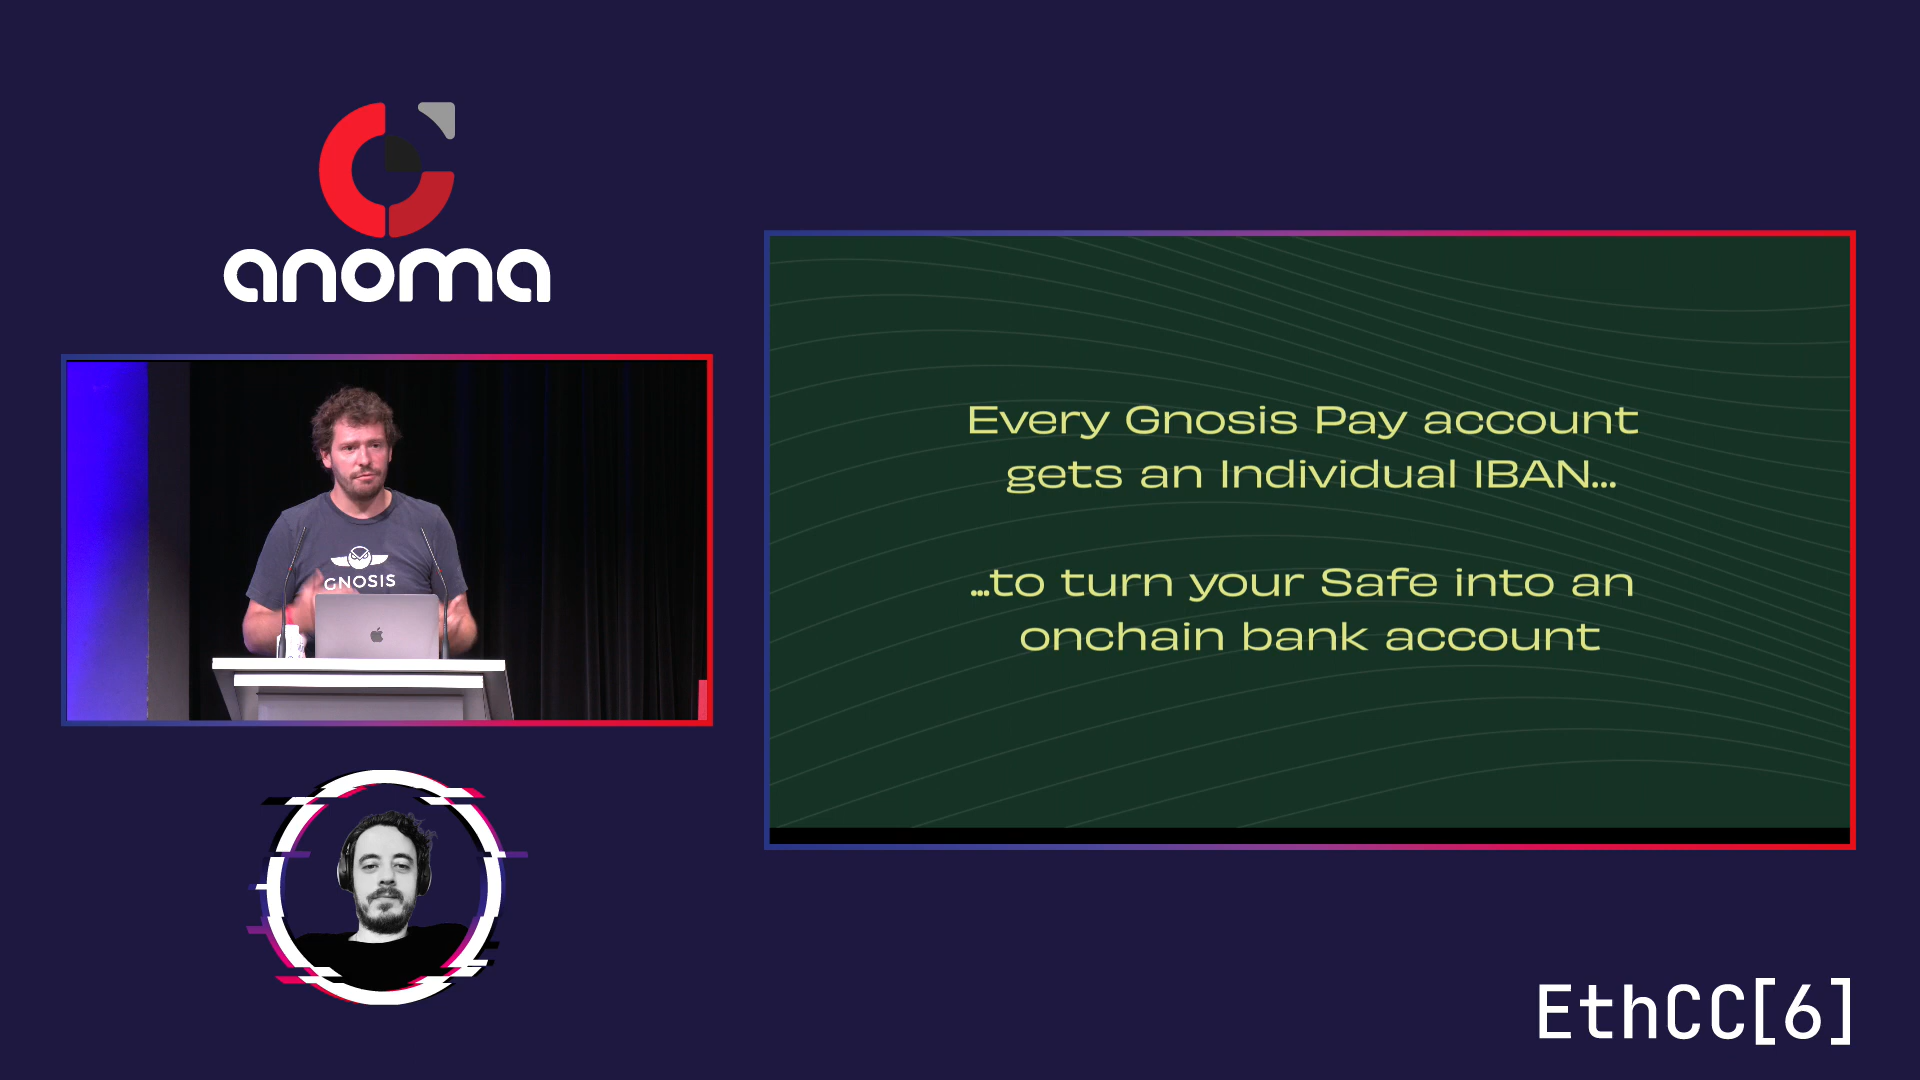 anoma
GNOSIS
Every Gnosis Pay account
gets an Individual IBAN...
...to turn your Safe into an
onchain bank account
EthCC[6]